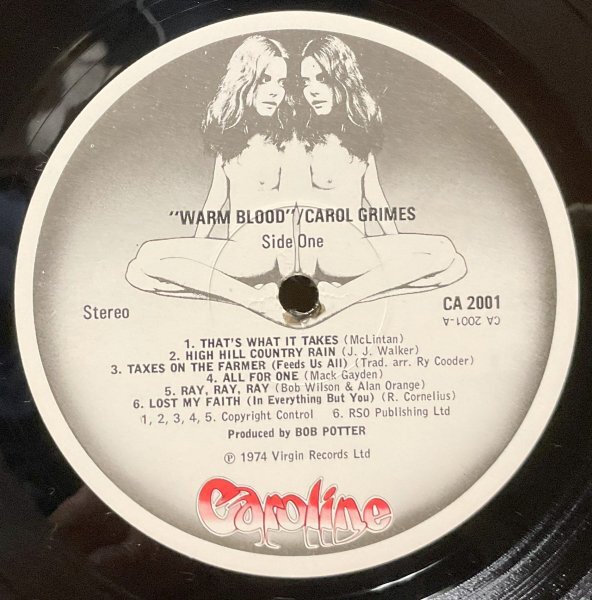 "WARM BLOOD"/CAROL GRIMES
Side One
Stereo
CA 2001
CA 2001-A
1. THAT'S WHAT IT TAKES (McLintan)
2. HIGH HILL COUNTRY RAIN (J. J. Walker)
3. TAXES ON THE FARMER (Feeds Us All) (Trad. arr. Ry Cooder)
4. ALL FOR ONE (Mack Gayden)
5. RAY, RAY, RAY (Bob Wilson & Alan Orange)
6. LOST MY FAITH (In Everything But You) (R. Cornelius)
1, 2, 3, 4, 5. Copyright Control 6. RSO Publishing Ltd
Produced by BOB POTTER
℗ 1974 Virgin Records Ltd
Caroline